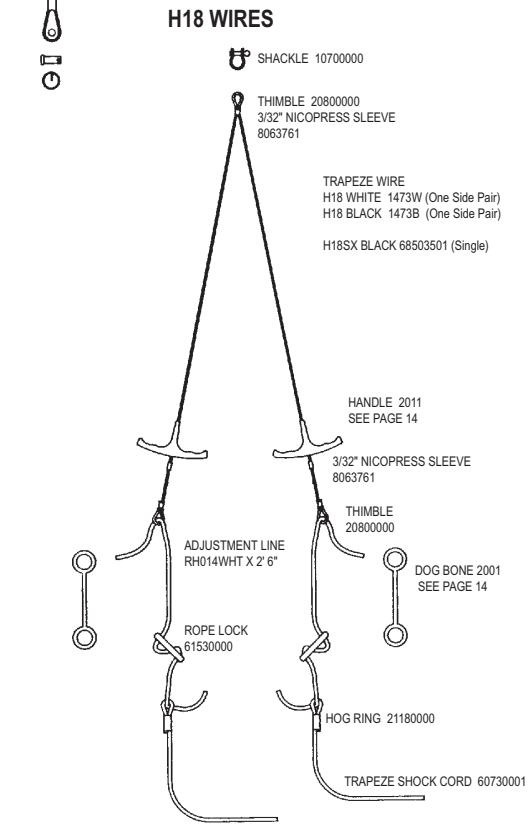 H18 WIRES
SHACKLE 10700000
THIMBLE 20800000
3/32" NICOPRESS SLEEVE
8063761
TRAPEZE WIRE
H18 WHITE 1473W (One Side Pair)
H18 BLACK 1473B (One Side Pair)
H18SX BLACK 68503501 (Single)
HANDLE 2011
SEE PAGE 14
3/32" NICOPRESS SLEEVE
8063761
THIMBLE
20800000
ADJUSTMENT LINE
RH014WHT X 2' 6"
DOG BONE 2001
SEE PAGE 14
ROPE LOCK
61530000
HOG RING 21180000
TRAPEZE SHOCK CORD 60730001